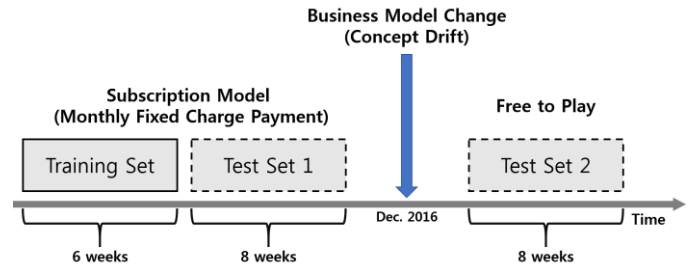 Business Model Change
(Concept Drift)
Subscription Model
(Monthly Fixed Charge Payment)
Free to Play
Training Set
Test Set 1
Test Set 2
Dec. 2016
Time
6 weeks
8 weeks
8 weeks